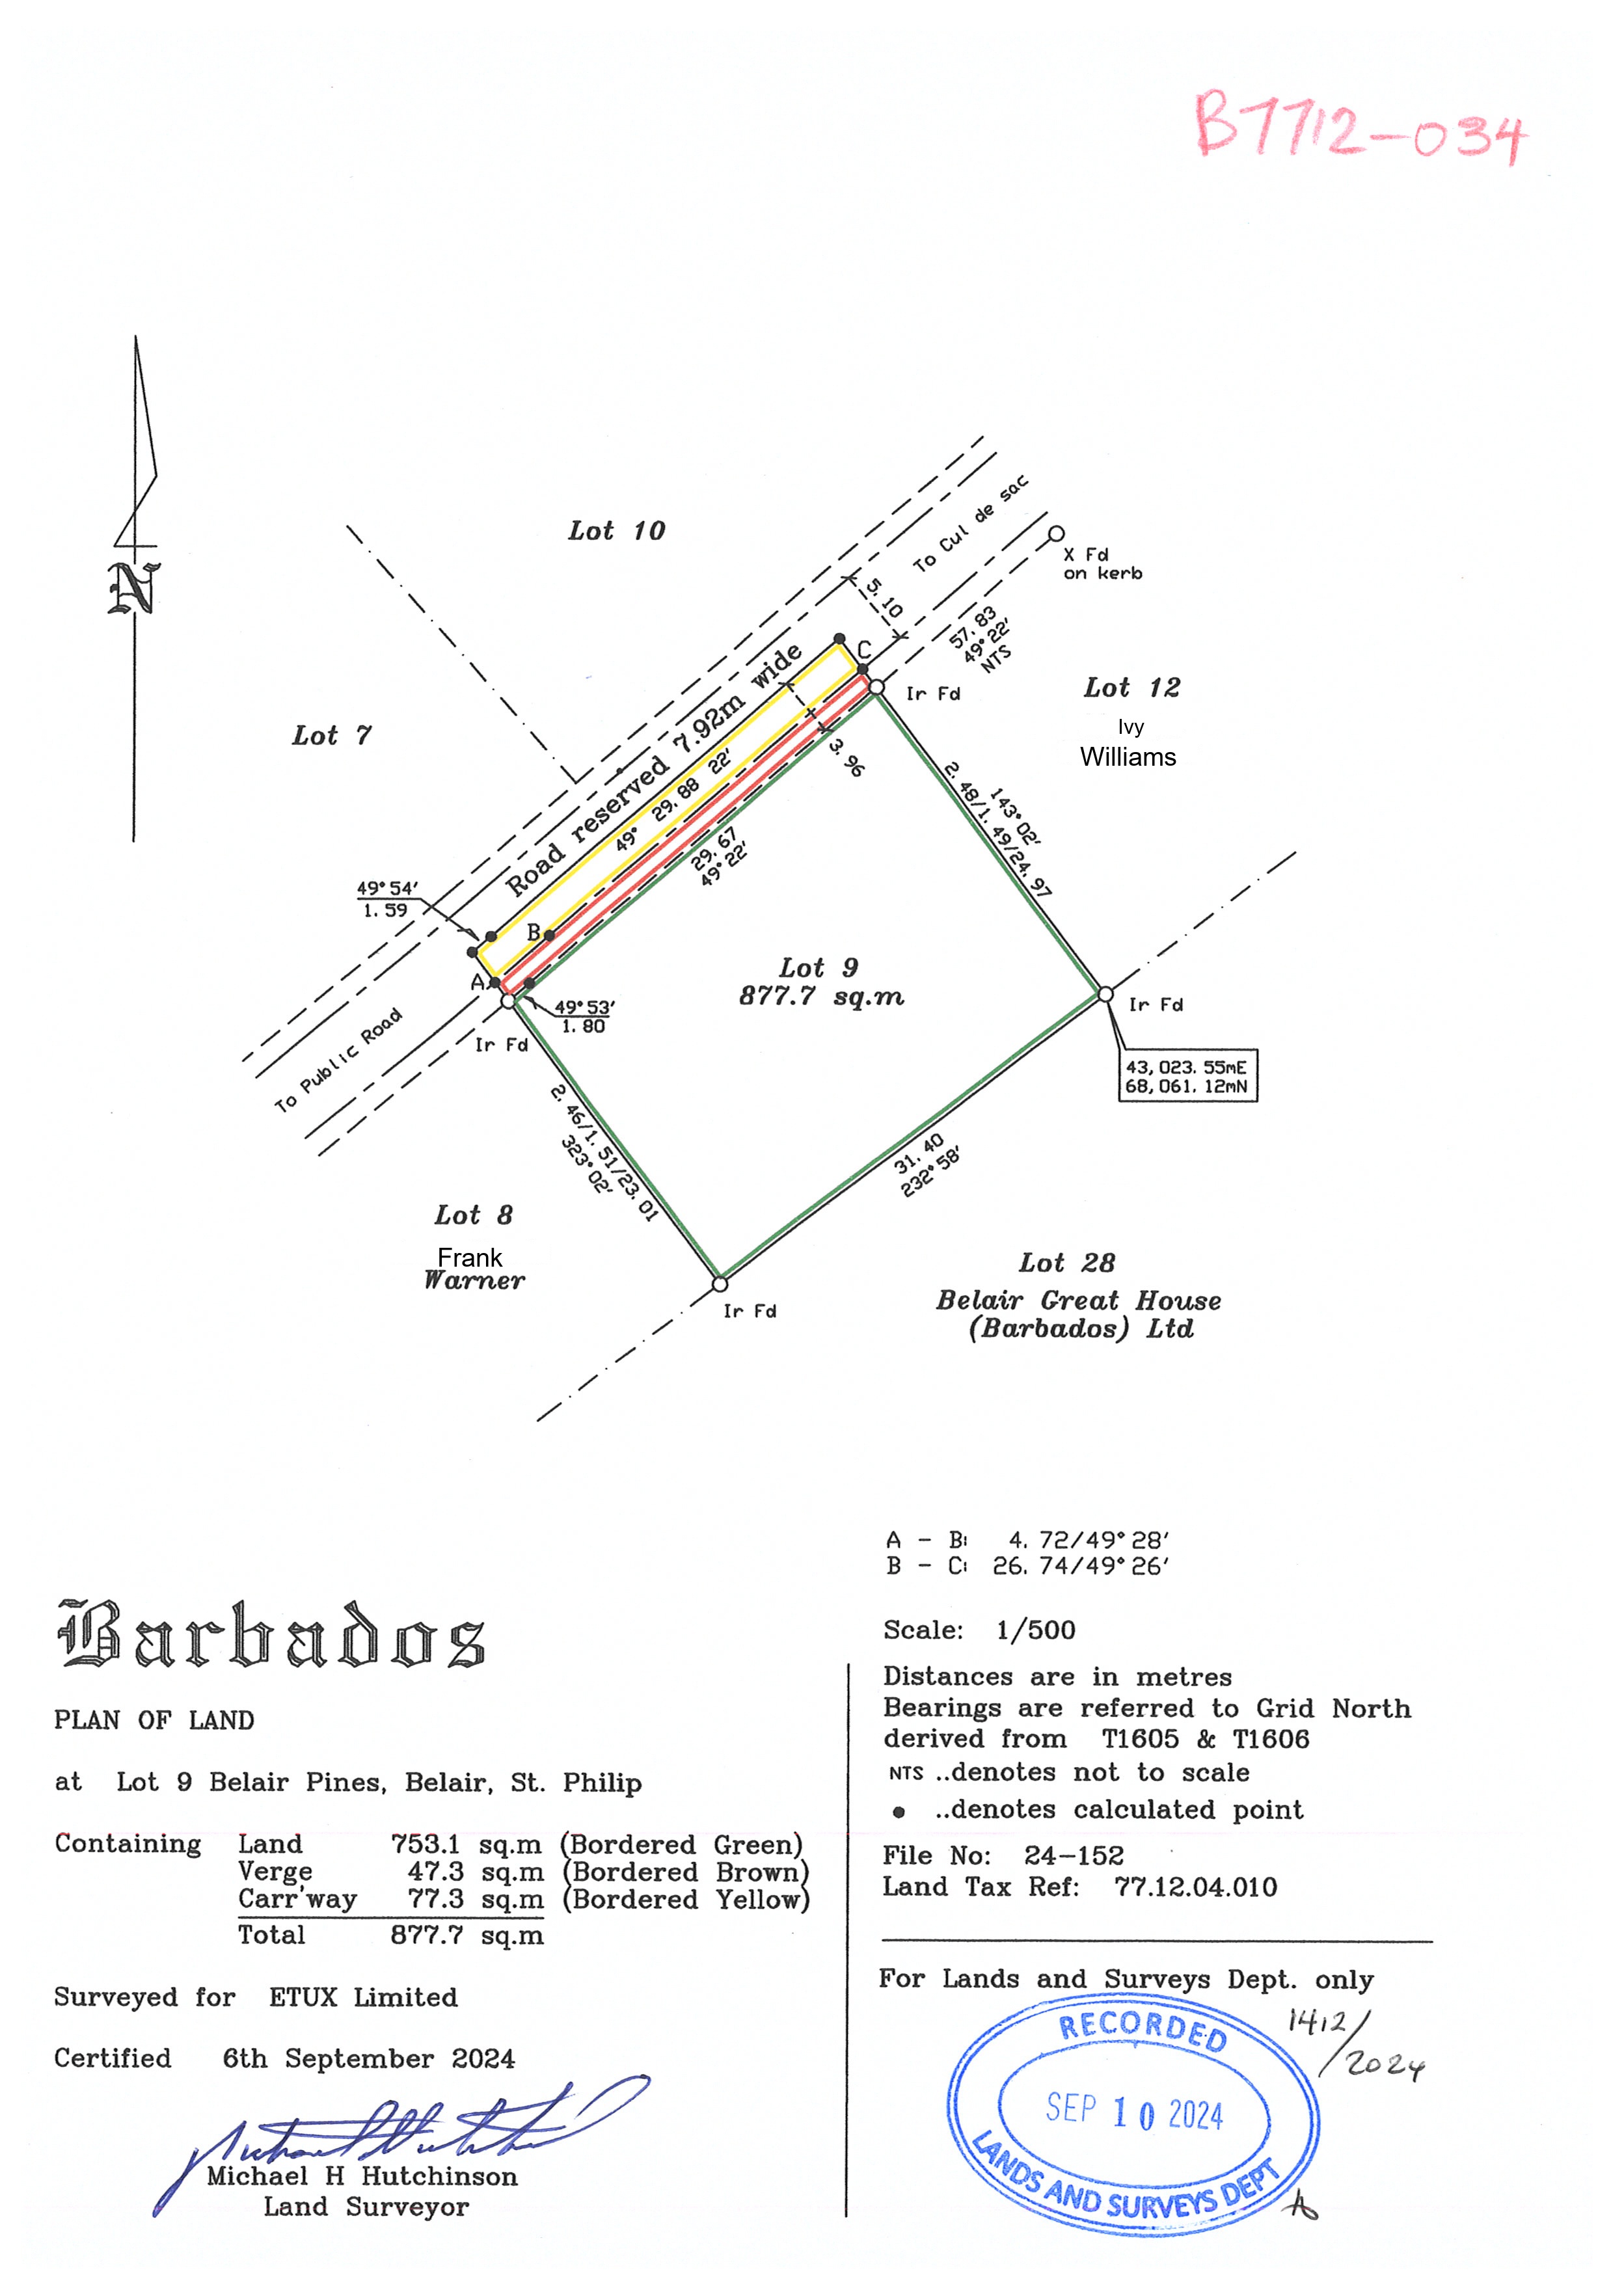 B7712-034
N
Lot 10
To Cul de sac
X Fd
on kerb
5.10
57.83
49°22'
NTS
C
Ir Fd
Lot 12
Ivy
Williams
Lot 7
Road reserved 7.92m wide
3.96
49° 29.88 22'
29.67
49°22'
2.48/1.49/24.97
143°02'
49°54'
1.59
B
A
Lot 9
877.7 sq.m
49°53'
1.80
Ir Fd
Ir Fd
To Public Road
43,023.55mE
68,061.12mN
2.46/1.51/23.01
323°02'
31.40
232°58'
Lot 8
Frank
Warner
Ir Fd
Lot 28
Belair Great House
(Barbados) Ltd
A - B: 4.72/49°28'
B - C: 26.74/49°26'
Barbados
PLAN OF LAND
at Lot 9 Belair Pines, Belair, St. Philip
Containing Land 753.1 sq.m (Bordered Green)
Verge 47.3 sq.m (Bordered Brown)
Carr'way 77.3 sq.m (Bordered Yellow)
Total 877.7 sq.m
Surveyed for ETUX Limited
Certified 6th September 2024
Michael H Hutchinson
Land Surveyor
Scale: 1/500
Distances are in metres
Bearings are referred to Grid North
derived from T1605 & T1606
NTS ..denotes not to scale
● ..denotes calculated point
File No: 24-152
Land Tax Ref: 77.12.04.010
For Lands and Surveys Dept. only
RECORDED
SEP 10 2024
LANDS AND SURVEYS DEPT
1412/
2024